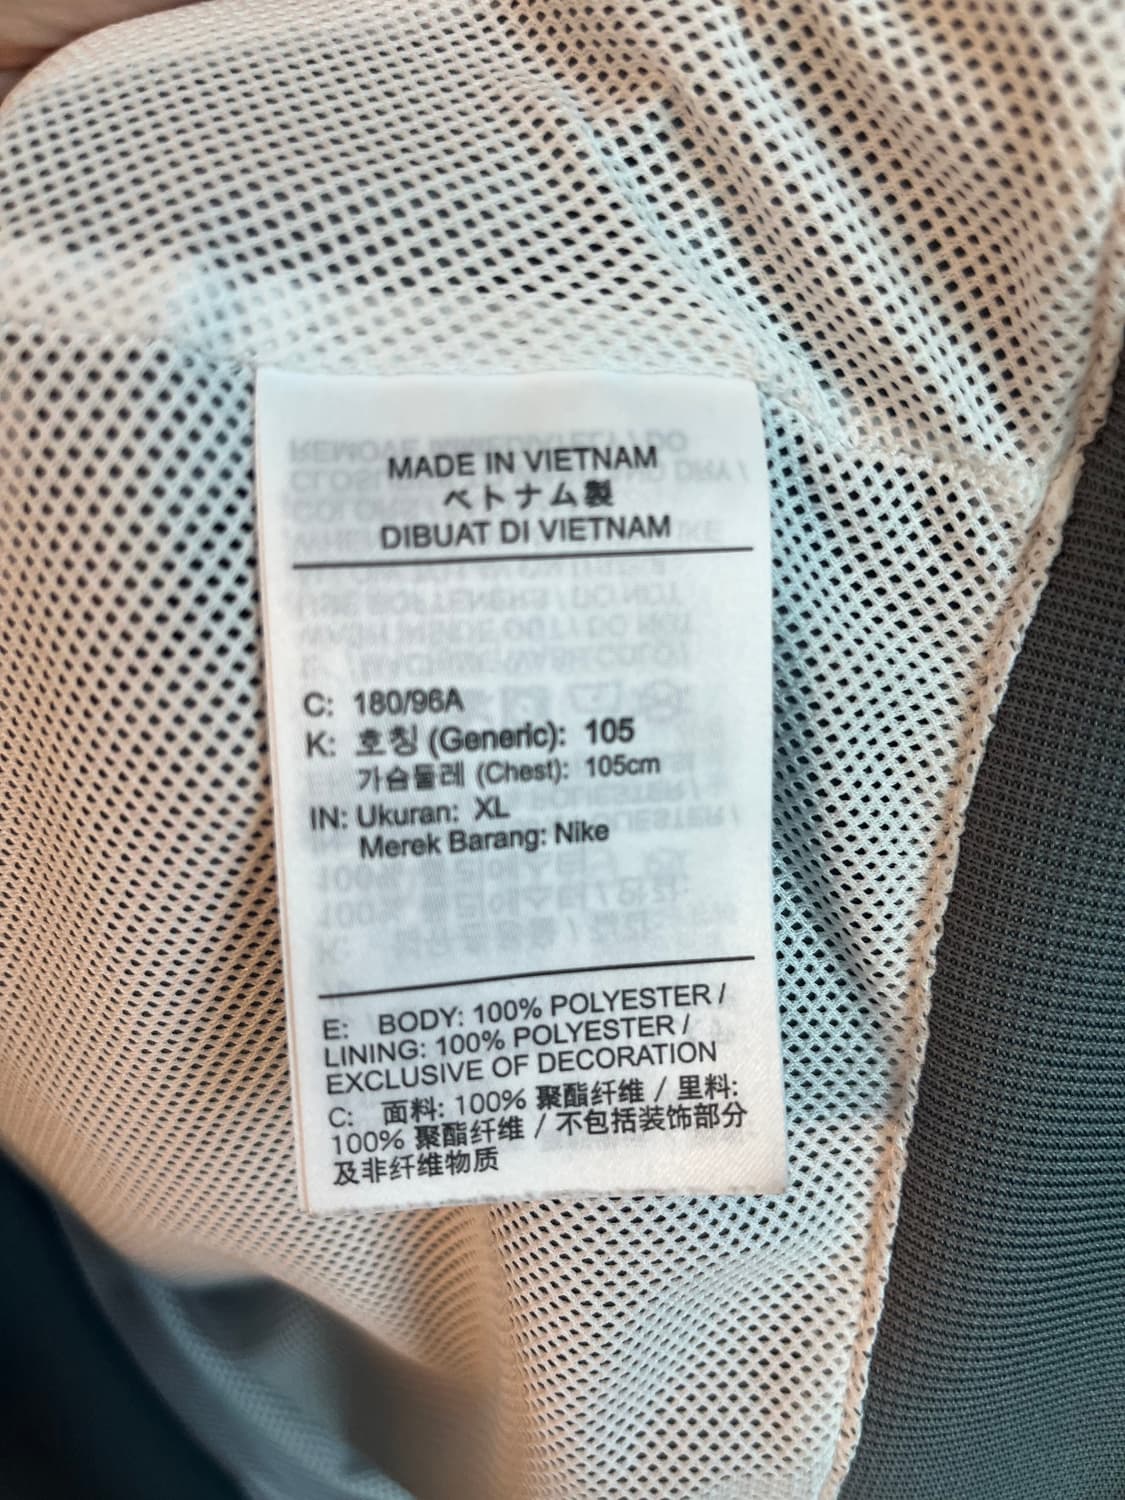 MADE IN VIETNAM
ベトナム製
DIBUAT DI VIETNAM
C: 180/96A
K: 호칭 (Generic): 105
가슴둘레 (Chest): 105cm
IN: Ukuran: XL
Merek Barang: Nike
E: BODY: 100% POLYESTER /
LINING: 100% POLYESTER /
EXCLUSIVE OF DECORATION
C: 面料: 100% 聚酯纤维 / 里料:
100% 聚酯纤维 / 不包括装饰部分
及非纤维物质